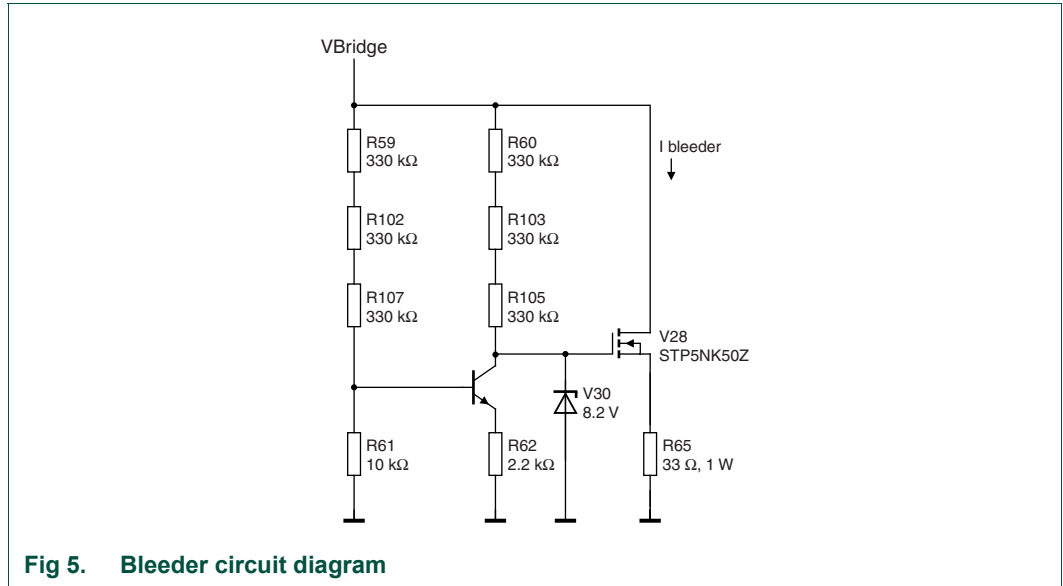 VBridge
R59
330 kΩ
R60
330 kΩ
I bleeder
R102
330 kΩ
R103
330 kΩ
R107
330 kΩ
R105
330 kΩ
V28
STP5NK50Z
V30
8.2 V
R61
10 kΩ
R62
2.2 kΩ
R65
33 Ω, 1 W
Fig 5. Bleeder circuit diagram